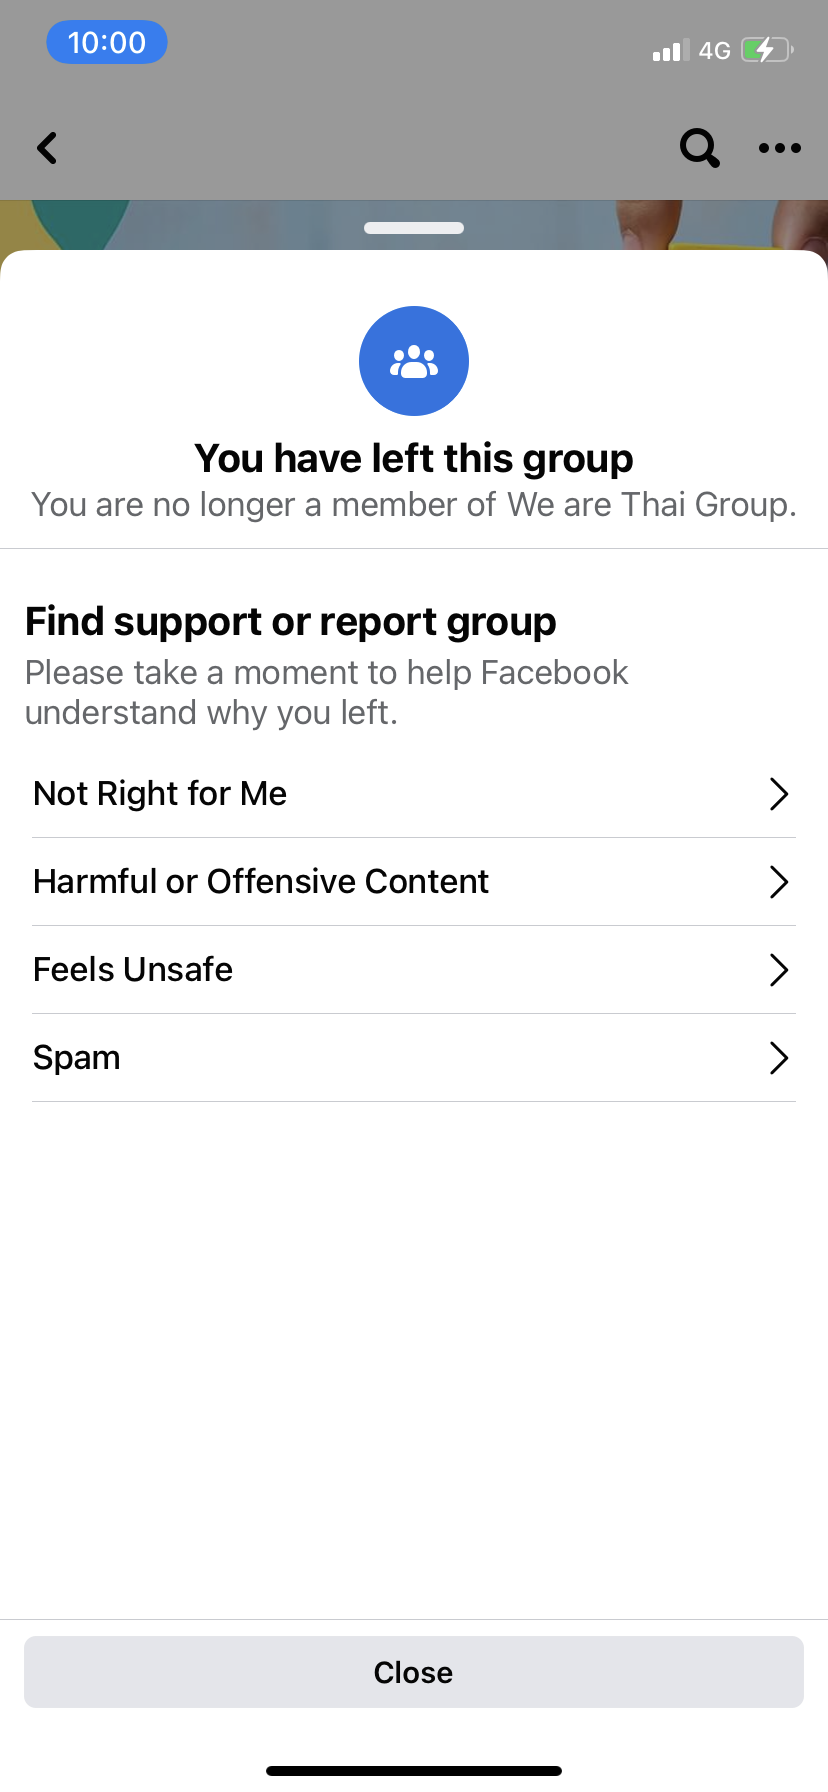 10:00
4G
You have left this group
You are no longer a member of We are Thai Group.
Find support or report group
Please take a moment to help Facebook
understand why you left.
Not Right for Me
Harmful or Offensive Content
Feels Unsafe
Spam
Close